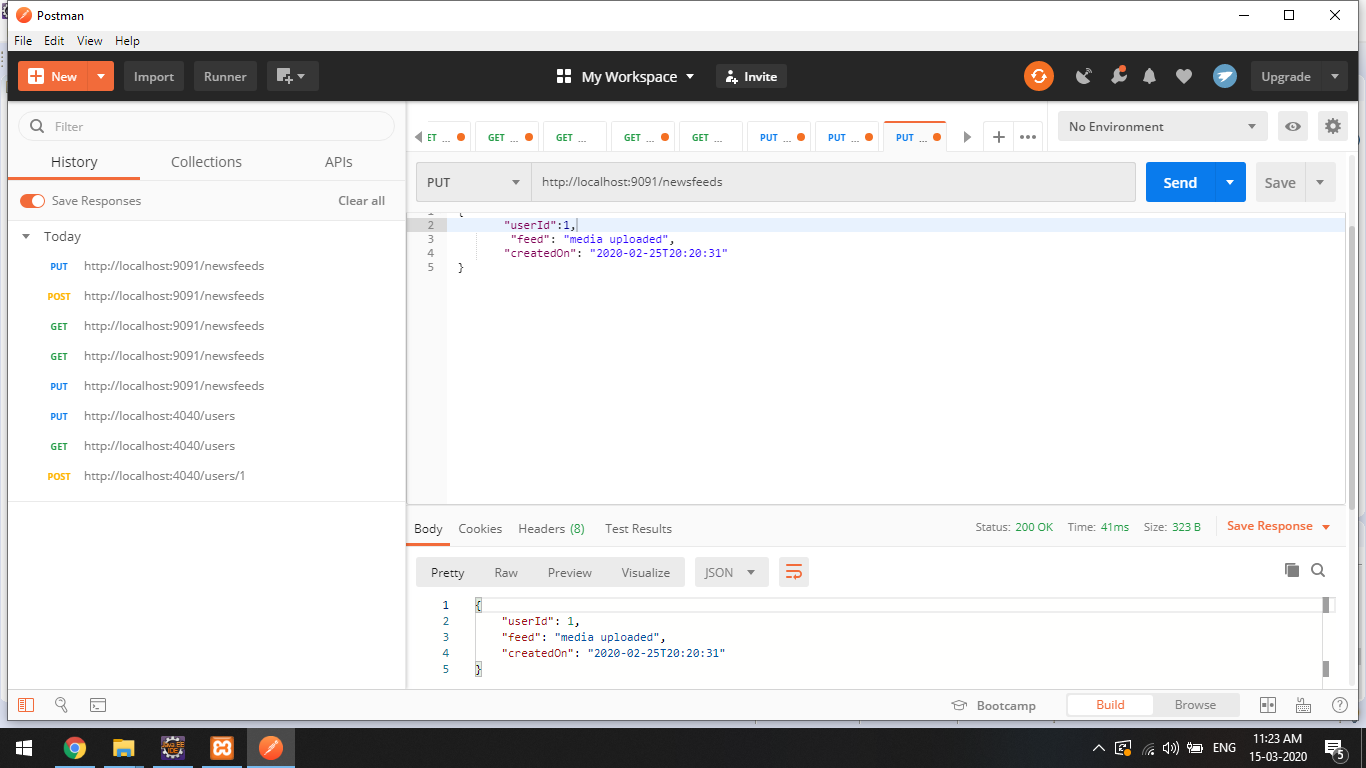 Postman
File Edit View Help
New Import Runner My Workspace Invite Upgrade
Filter
History Collections APIs
Save Responses Clear all
Today
PUT http://localhost:9091/newsfeeds
POST http://localhost:9091/newsfeeds
GET http://localhost:9091/newsfeeds
GET http://localhost:9091/newsfeeds
PUT http://localhost:9091/newsfeeds
PUT http://localhost:4040/users
GET http://localhost:4040/users
POST http://localhost:4040/users/1
ET ... GET ... GET ... GET ... GET ... PUT ... PUT ... PUT ... No Environment
PUT http://localhost:9091/newsfeeds Send Save
1 {
2 "userId":1,
3 "feed": "media uploaded",
4 "createdOn": "2020-02-25T20:20:31"
5 }
Body Cookies Headers (8) Test Results Status: 200 OK Time: 41ms Size: 323 B Save Response
Pretty Raw Preview Visualize JSON
1 {
2 "userId": 1,
3 "feed": "media uploaded",
4 "createdOn": "2020-02-25T20:20:31"
5 }
Bootcamp Build Browse
ENG 11:23 AM
15-03-2020
5